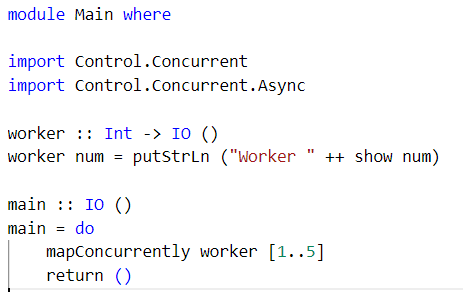 module Main where

import Control.Concurrent
import Control.Concurrent.Async

worker :: Int -> IO ()
worker num = putStrLn ("Worker " ++ show num)

main :: IO ()
main = do
    mapConcurrently worker [1..5]
    return ()